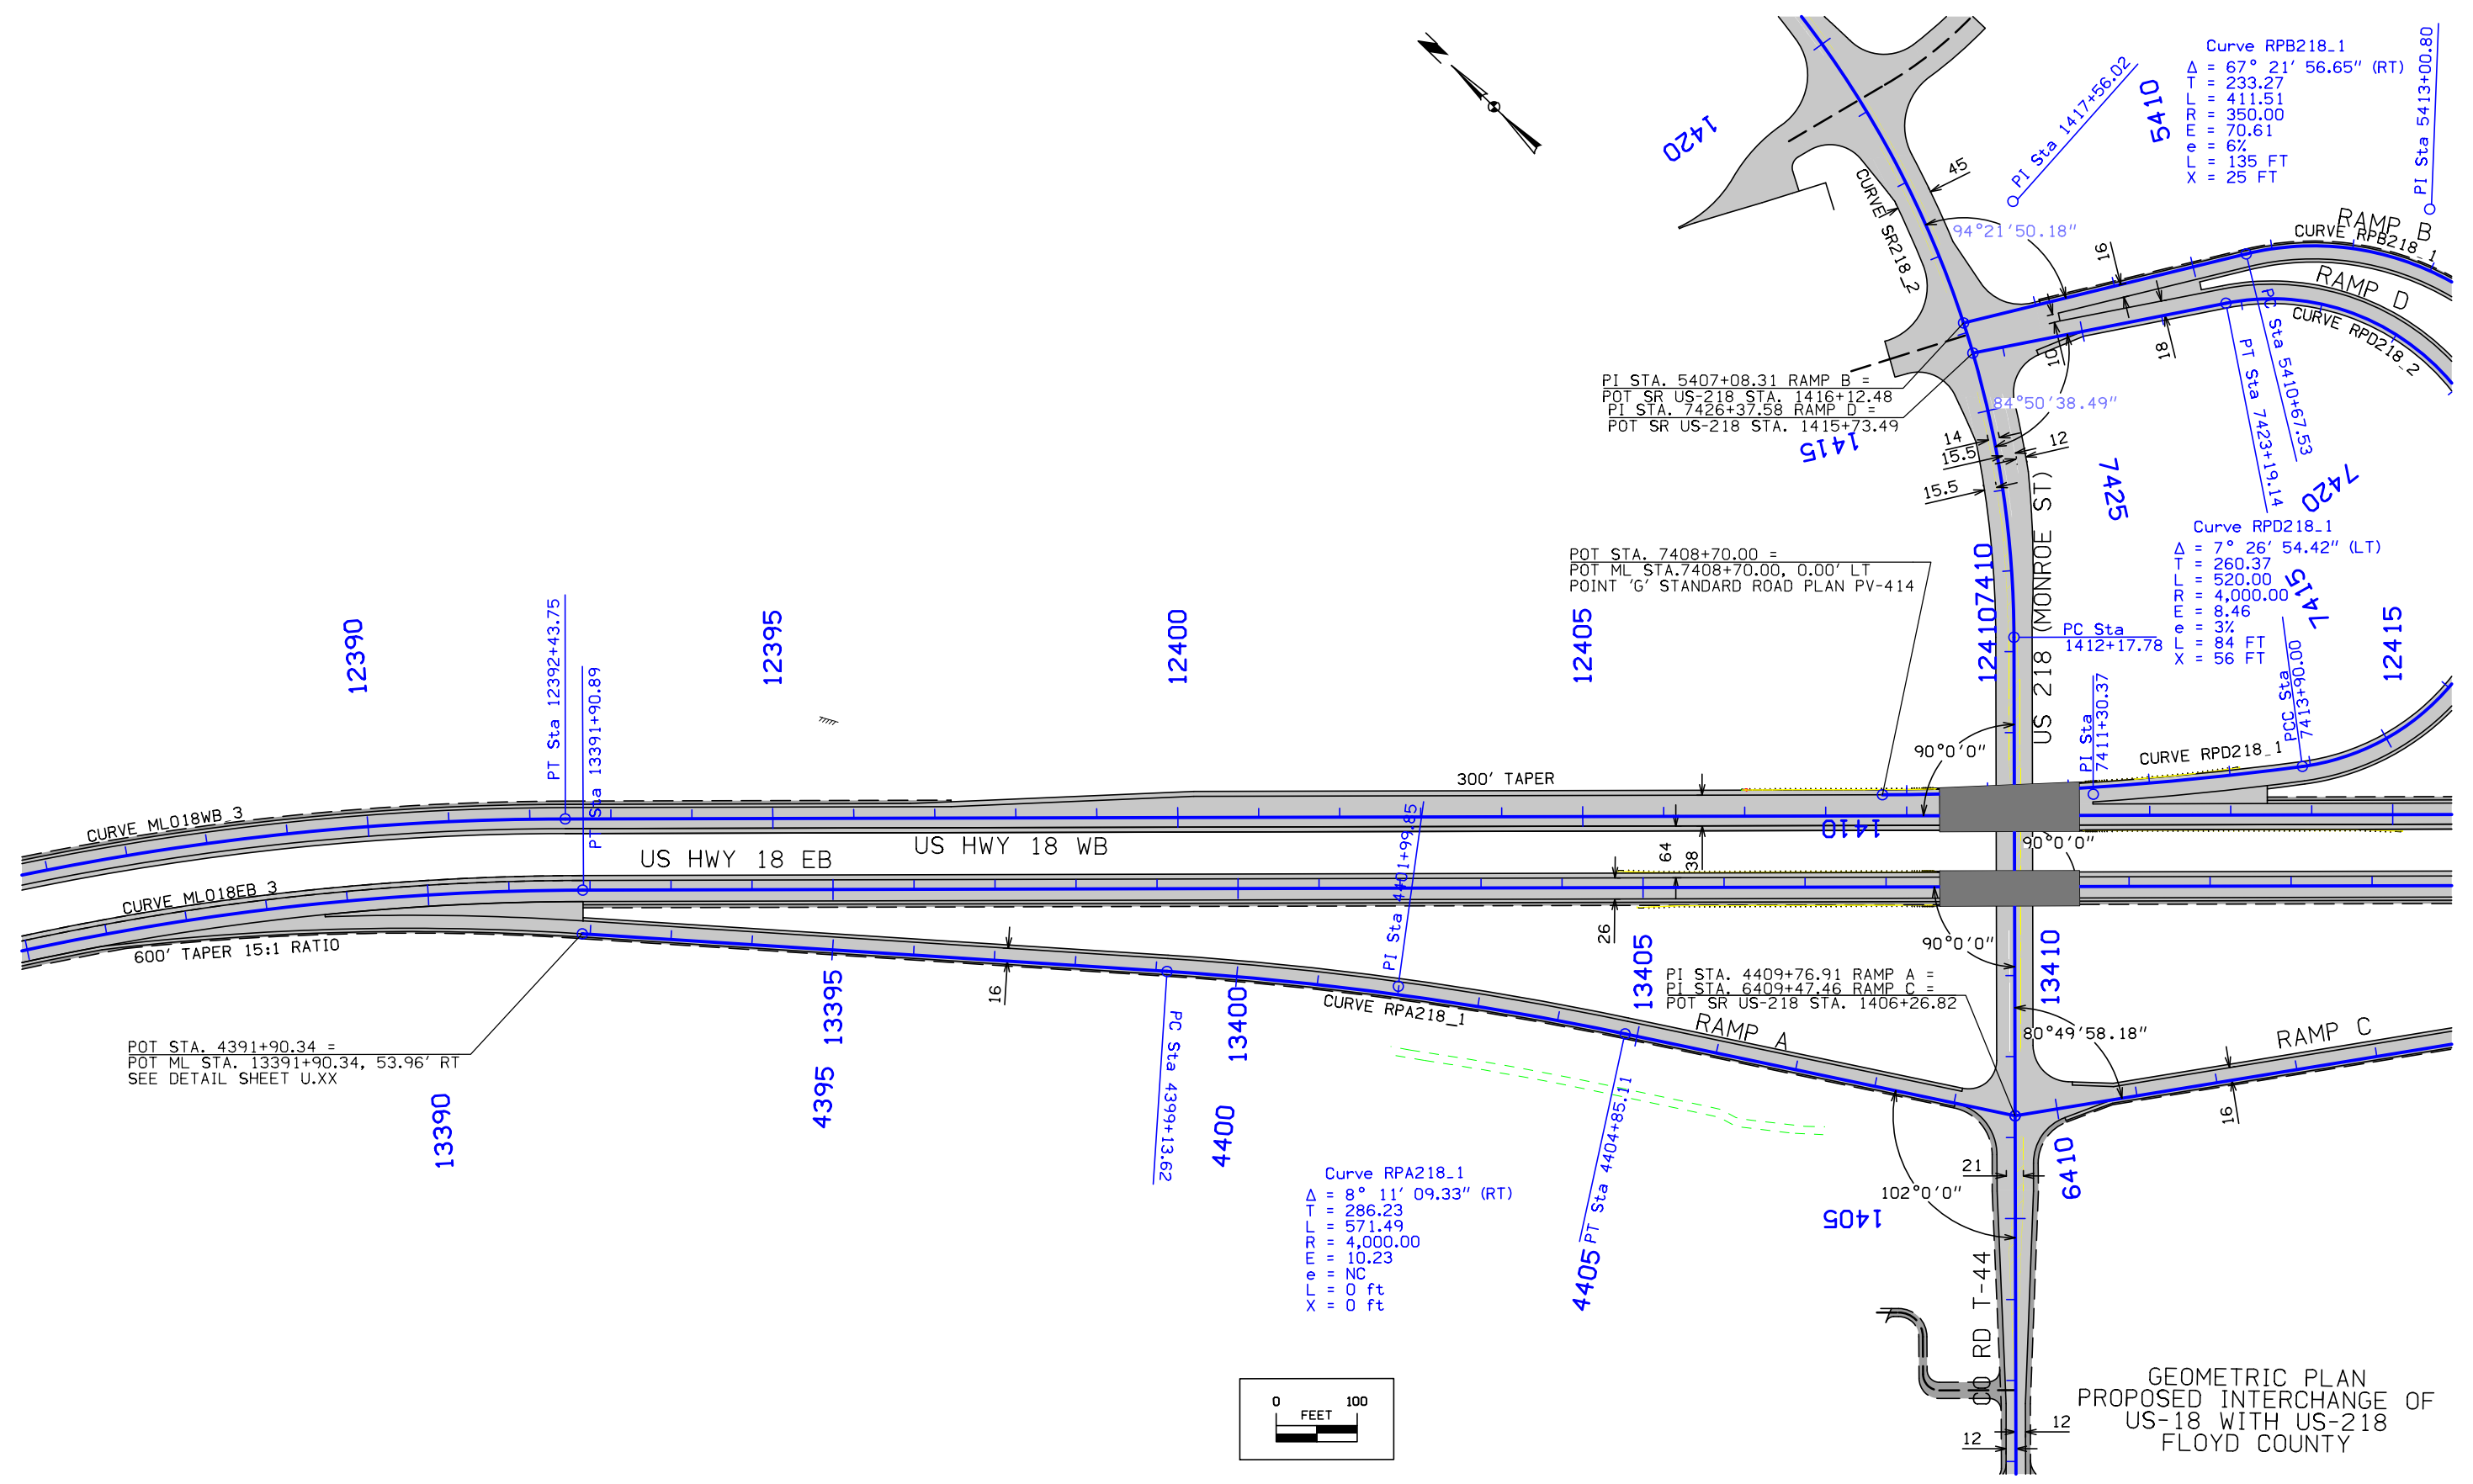 Curve RPB218_1
Δ = 67° 21' 56.65" (RT)
T = 233.27
L = 411.51
R = 350.00
E = 70.61
e = 6%
L = 135 FT
X = 25 FT
PI Sta 5413+00.80
5410
PI Sta 1417+56.02
1420
45
CURVE SR218_2
94°21'50.18"
16
RAMP B
CURVE RPB218_1
RAMP D
CURVE RPD218_2
10
18
PC Sta 5410+67.53
PT Sta 7423+19.14
PI STA. 5407+08.31 RAMP B =
POT SR US-218 STA. 1416+12.48
PI STA. 7426+37.58 RAMP D =
POT SR US-218 STA. 1415+73.49
84°50'38.49"
1415
14
15.5
12
15.5
7425
7420
US 218 (MONROE ST)
Curve RPD218_1
Δ = 7° 26' 54.42" (LT)
T = 260.37
L = 520.00
R = 4,000.00
E = 8.46
e = 3%
L = 84 FT
X = 56 FT
7415
POT STA. 7408+70.00 =
POT ML STA.7408+70.00, 0.00' LT
POINT 'G' STANDARD ROAD PLAN PV-414
12390
PT Sta 12392+43.75
PT Sta 13391+90.89
12395
12400
12405
12410
7410
PC Sta
1412+17.78
12415
PI Sta
7411+30.37
PCC Sta
7413+90.00
CURVE RPD218_1
90°0'0"
300' TAPER
CURVE ML018WB_3
US HWY 18 EB
US HWY 18 WB
1410
64
38
90°0'0"
CURVE ML018EB_3
600' TAPER 15:1 RATIO
PI Sta 4401+99.85
26
90°0'0"
16
13395
13400
13405
13410
CURVE RPA218_1
RAMP A
PI STA. 4409+76.91 RAMP A =
PI STA. 6409+47.46 RAMP C =
POT SR US-218 STA. 1406+26.82
80°49'58.18"
RAMP C
16
POT STA. 4391+90.34 =
POT ML STA. 13391+90.34, 53.96' RT
SEE DETAIL SHEET U.XX
13390
4395
PC Sta 4399+13.62
4400
PT Sta 4404+85.11
4405
Curve RPA218_1
Δ = 8° 11' 09.33" (RT)
T = 286.23
L = 571.49
R = 4,000.00
E = 10.23
e = NC
L = 0 ft
X = 0 ft
21
102°0'0"
6410
1405
CO RD T-44
12
12
0 100
FEET
GEOMETRIC PLAN
PROPOSED INTERCHANGE OF
US-18 WITH US-218
FLOYD COUNTY